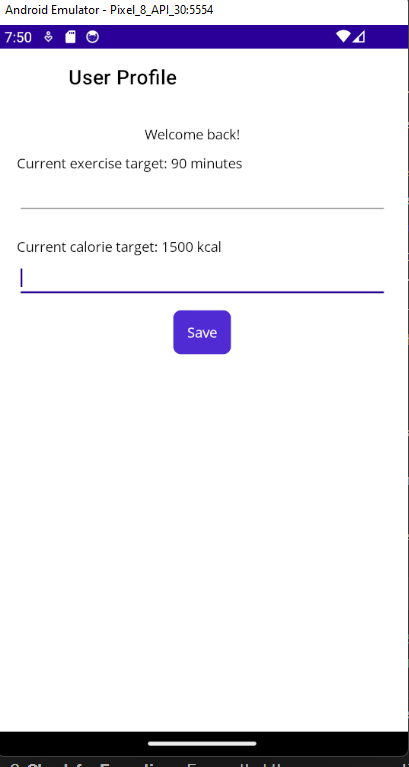 Android Emulator - Pixel_8_API_30:5554
7:50
User Profile
Welcome back!
Current exercise target: 90 minutes
Current calorie target: 1500 kcal
Save